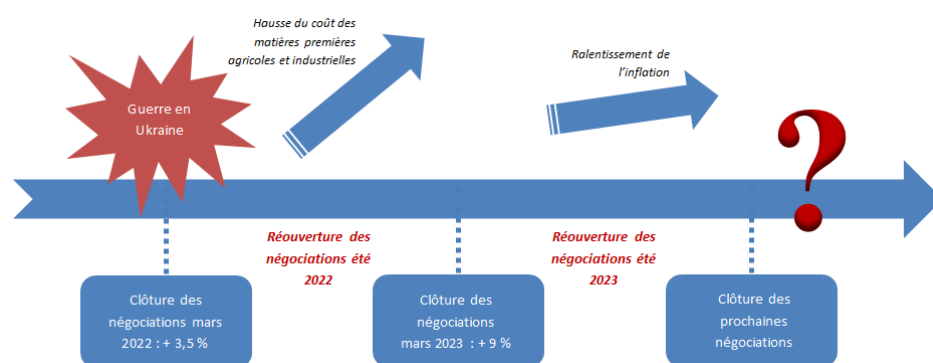 Hausse du coût des
matières premières
agricoles et industrielles
Ralentissement de
l'inflation
Guerre en
Ukraine
?
Réouverture des
négociations été
2022
Réouverture des
négociations été
2023
Clôture des
négociations mars
2022 : + 3,5 %
Clôture des
négociations
mars 2023 : + 9 %
Clôture des
prochaines
négociations